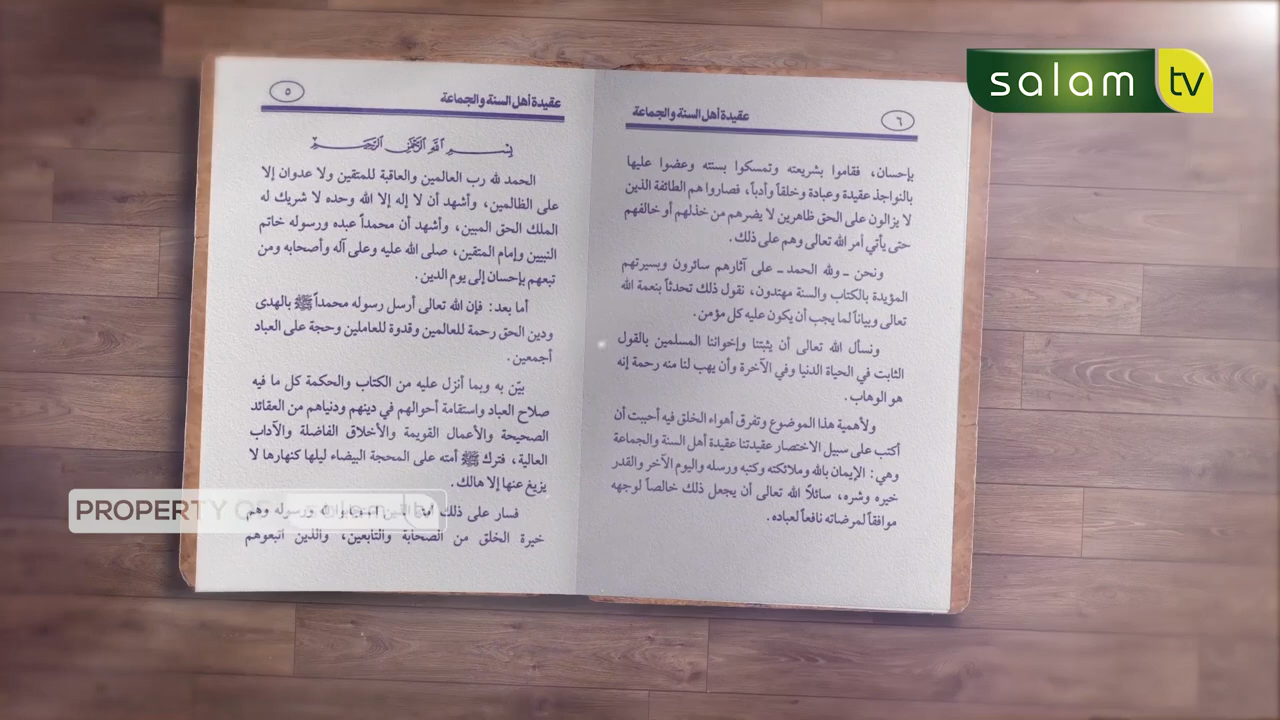 salam tv
٥
عقيدة أهل السنة والجماعة
بسم الله الرحمن الرحيم
الحمد لله رب العالمين والعاقبة للمتقين ولا عدوان إلا
على الظالمين، وأشهد أن لا إله إلا الله وحده لا شريك له
الملك الحق المبين، وأشهد أن محمداً عبده ورسوله خاتم
النبيين وإمام المتقين، صلى الله عليه وعلى آله وأصحابه ومن
تبعهم بإحسان إلى يوم الدين.
أما بعد: فإن الله تعالى أرسل رسوله محمداً ﷺ بالهدى
ودين الحق رحمة للعالمين وقدوة للعاملين وحجة على العباد
أجمعين.
بيّن به وبما أنزل عليه من الكتاب والحكمة كل ما فيه
صلاح العباد واستقامة أحوالهم في دينهم ودنياهم من العقائد
الصحيحة والأعمال القويمة والأخلاق الفاضلة والآداب
العالية، فترك ﷺ أمته على المحجة البيضاء ليلها كنهارها لا
يزيغ عنها إلا هالك.
فسار على ذلك أمته الذين استجابوا لله ورسوله وهم
خيرة الخلق من الصحابة والتابعين، والذين اتبعوهم
عقيدة أهل السنة والجماعة
٦
بإحسان، فقاموا بشريعته وتمسكوا بسنته وعضوا عليها
بالنواجذ عقيدة وعبادة وخلقاً وأدباً، فصاروا هم الطائفة الذين
لا يزالون على الحق ظاهرين لا يضرهم من خذلهم أو خالفهم
حتى يأتي أمر الله تعالى وهم على ذلك.
ونحن ـ ولله الحمد ـ على آثارهم سائرون وبسيرتهم
المؤيدة بالكتاب والسنة مهتدون، نقول ذلك تحدثاً بنعمة الله
تعالى وبياناً لما يجب أن يكون عليه كل مؤمن.
ونسأل الله تعالى أن يثبتنا وإخواننا المسلمين بالقول
الثابت في الحياة الدنيا وفي الآخرة وأن يهب لنا منه رحمة إنه
هو الوهاب.
ولأهمية هذا الموضوع وتفرق أهواء الخلق فيه أحببت أن
أكتب على سبيل الاختصار عقيدتنا عقيدة أهل السنة والجماعة
وهي: الإيمان بالله وملائكته وكتبه ورسله واليوم الآخر والقدر
خيره وشره، سائلاً الله تعالى أن يجعل ذلك خالصاً لوجهه
موافقاً لمرضاته نافعاً لعباده.
PROPERTY OF salam tv